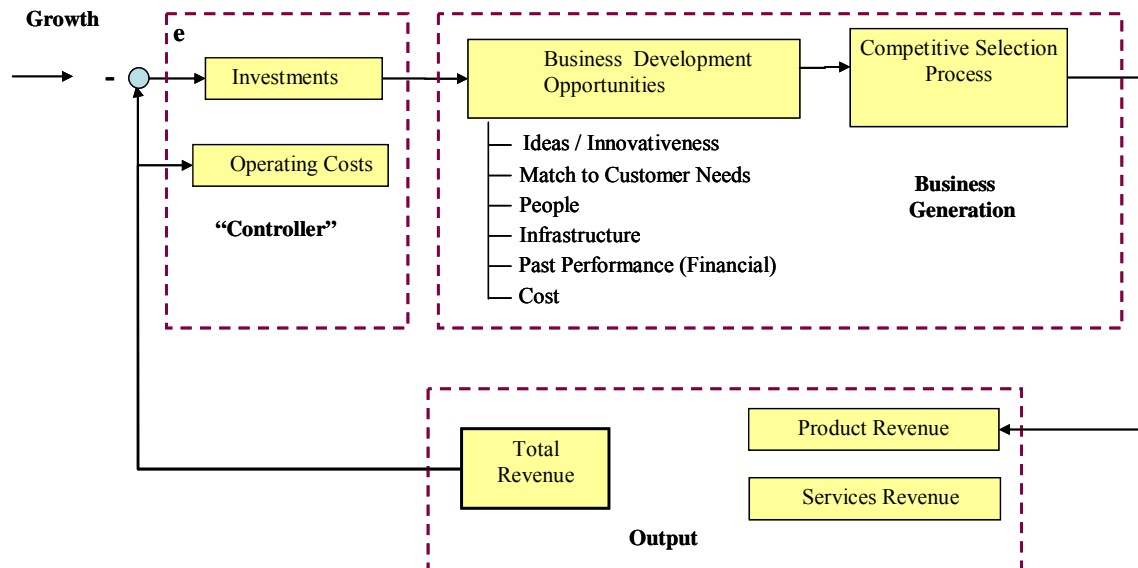 Growth
e
-
Investments
Operating Costs
“Controller”
Business Development
Opportunities
Competitive Selection
Process
Ideas / Innovativeness
Match to Customer Needs
People
Infrastructure
Past Performance (Financial)
Cost
Business
Generation
Total
Revenue
Product Revenue
Services Revenue
Output